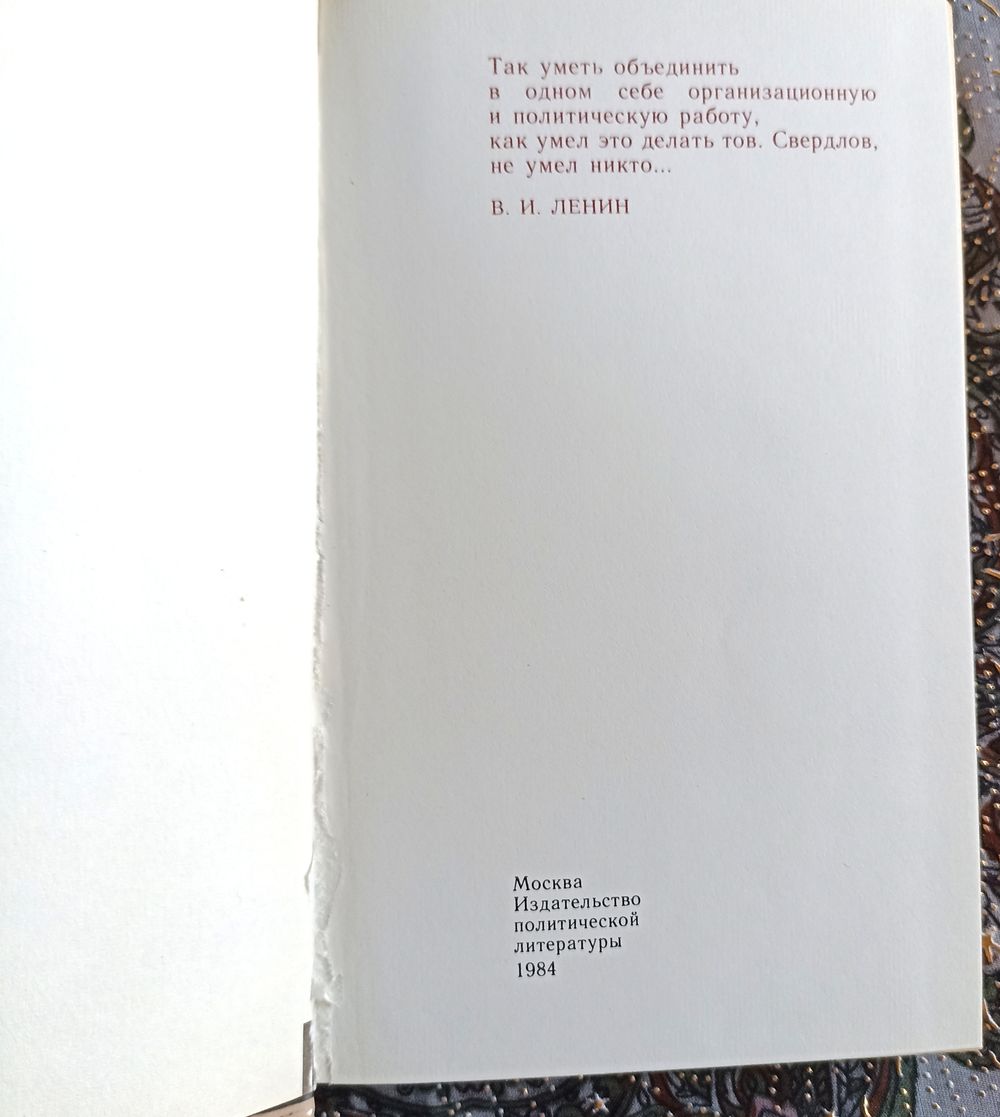 Так уметь объединить
в одном себе организационную
и политическую работу,
как умел это делать тов. Свердлов,
не умел никто...
В. И. ЛЕНИН
Москва
Издательство
политической
литературы
1984